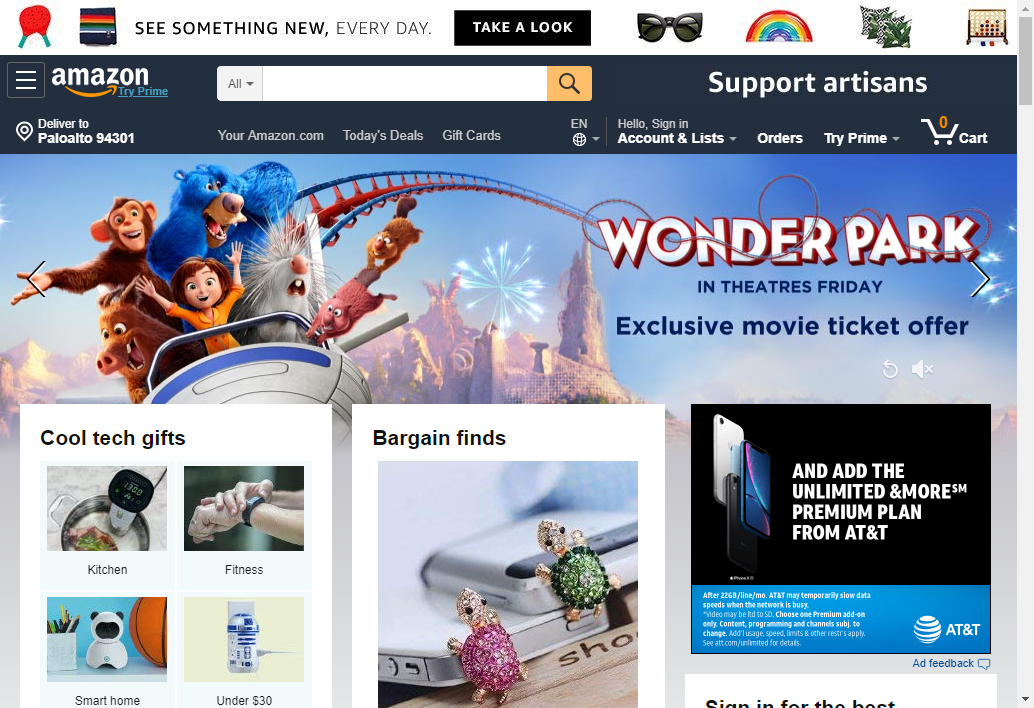 SEE SOMETHING NEW, EVERY DAY.
TAKE A LOOK
amazon
Try Prime
All
Support artisans
Deliver to
Paloalto 94301
Your Amazon.com
Today's Deals
Gift Cards
EN
Hello, Sign in
Account & Lists
Orders
Try Prime
0
Cart
WONDER PARK
IN THEATRES FRIDAY
Exclusive movie ticket offer
Cool tech gifts
Kitchen
Fitness
Smart home
Under $30
Bargain finds
shop
AND ADD THE
UNLIMITED &MORE℠
PREMIUM PLAN
FROM AT&T
After 22GB/line/mo. AT&T may temporarily slow data
speeds when the network is busy.
*Video may be ltd to SD. Choose one Premium add-on
only. Content, programming and channels subj. to
change. Add'l usage, speed, limits & other restr's apply.
See att.com/unlimited for details.
AT&T
Ad feedback
Sign in for the best